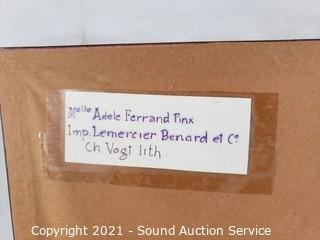 Melle Adele Ferrand Pinx
Imp. Lemercier Benard et Cº
Ch. Vogt lith
Copyright 2021 - Sound Auction Service